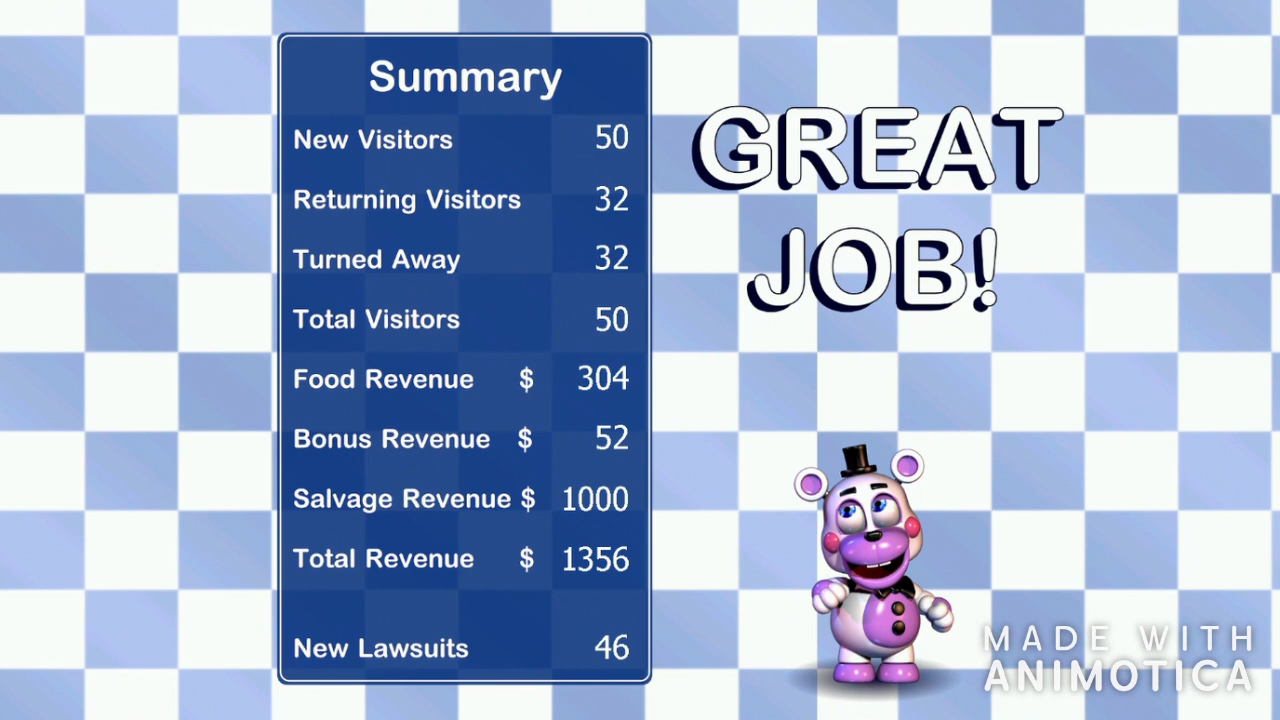 Summary
New Visitors 50
Returning Visitors 32
Turned Away 32
Total Visitors 50
Food Revenue $ 304
Bonus Revenue $ 52
Salvage Revenue $ 1000
Total Revenue $ 1356
New Lawsuits 46
GREAT
JOB!
MADE WITH
ANIMOTICA